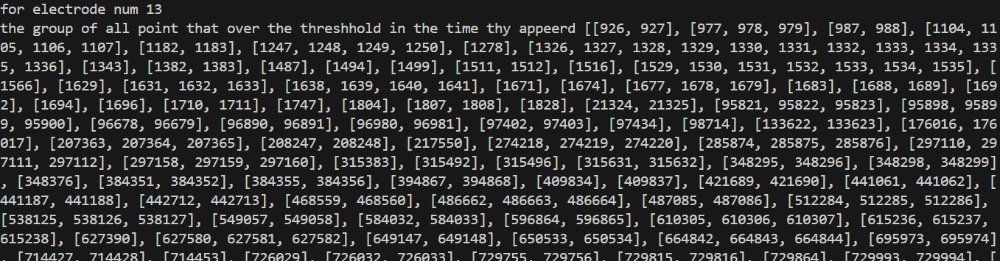 for electrode num 13
the group of all point that over the threshhold in the time thy appeerd [[926, 927], [977, 978, 979], [987, 988], [1104, 11
05, 1106, 1107], [1182, 1183], [1247, 1248, 1249, 1250], [1278], [1326, 1327, 1328, 1329, 1330, 1331, 1332, 1333, 1334, 133
5, 1336], [1343], [1382, 1383], [1487], [1494], [1499], [1511, 1512], [1516], [1529, 1530, 1531, 1532, 1533, 1534, 1535], [
1566], [1629], [1631, 1632, 1633], [1638, 1639, 1640, 1641], [1671], [1674], [1677, 1678, 1679], [1683], [1688, 1689], [169
2], [1694], [1696], [1710, 1711], [1747], [1804], [1807, 1808], [1828], [21324, 21325], [95821, 95822, 95823], [95898, 9589
9, 95900], [96678, 96679], [96890, 96891], [96980, 96981], [97402, 97403], [97434], [98714], [133622, 133623], [176016, 176
017], [207363, 207364, 207365], [208247, 208248], [217550], [274218, 274219, 274220], [285874, 285875, 285876], [297110, 29
7111, 297112], [297158, 297159, 297160], [315383], [315492], [315496], [315631, 315632], [348295, 348296], [348298, 348299]
, [348376], [384351, 384352], [384355, 384356], [394867, 394868], [409834], [409837], [421689, 421690], [441061, 441062], [
441187, 441188], [442712, 442713], [468559, 468560], [486662, 486663, 486664], [487085, 487086], [512284, 512285, 512286],
[538125, 538126, 538127], [549057, 549058], [584032, 584033], [596864, 596865], [610305, 610306, 610307], [615236, 615237,
615238], [627390], [627580, 627581, 627582], [649147, 649148], [650533, 650534], [664842, 664843, 664844], [695973, 695974]
, [714427, 714428], [714453], [726029], [726032, 726033], [729755, 729756], [729815, 729816], [729864], [729993, 729994], [